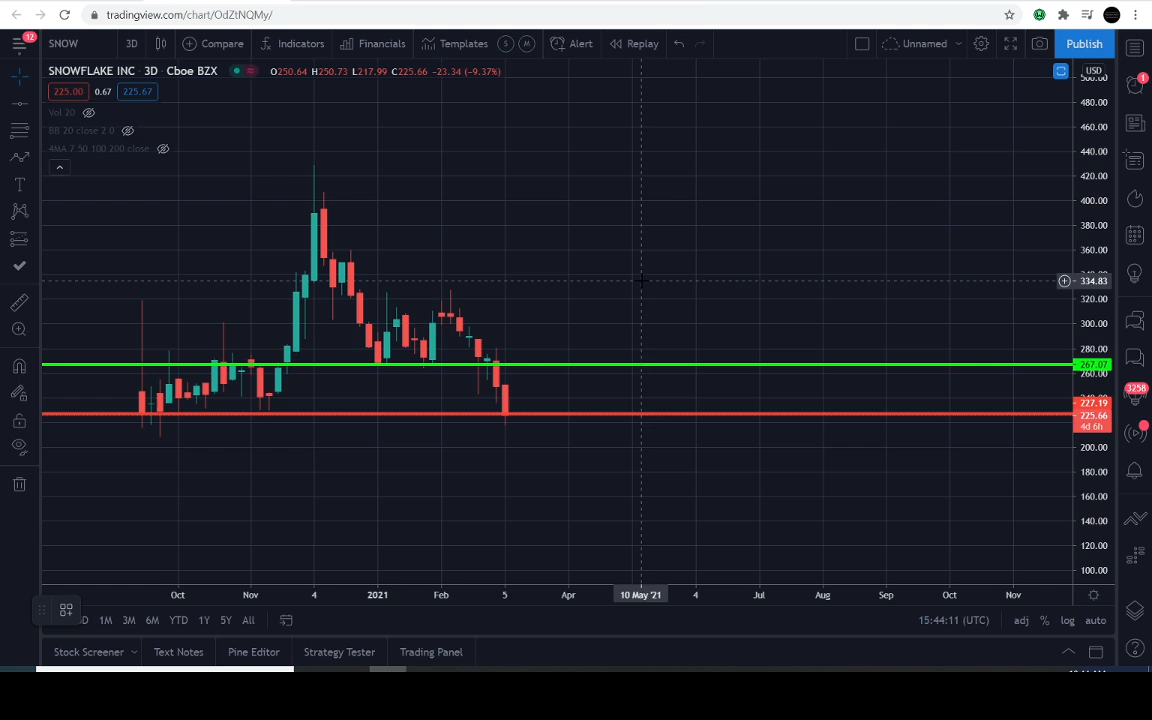 tradingview.com/chart/OdZtNQMy/
12
SNOW 3D Compare Indicators Financials Templates S M Alert Replay Unnamed Publish
SNOWFLAKE INC · 3D · Cboe BZX O250.64 H250.73 L217.99 C225.66 -23.34 (-9.37%)
USD
225.00 0.67 225.67
Vol 20
BB 20 close 2 0
4MA 7 50 100 200 close
500.00
480.00
460.00
440.00
420.00
400.00
380.00
360.00
334.83
320.00
300.00
280.00
267.07
260.00
227.19
225.66
4d 6h
200.00
180.00
160.00
140.00
120.00
100.00
1
3258
Oct Nov 4 2021 Feb 5 Apr 10 May '21 4 Jul Aug Sep Oct Nov
1M 3M 6M YTD 1Y 5Y All 15:44:11 (UTC) adj % log auto
Stock Screener Text Notes Pine Editor Strategy Tester Trading Panel